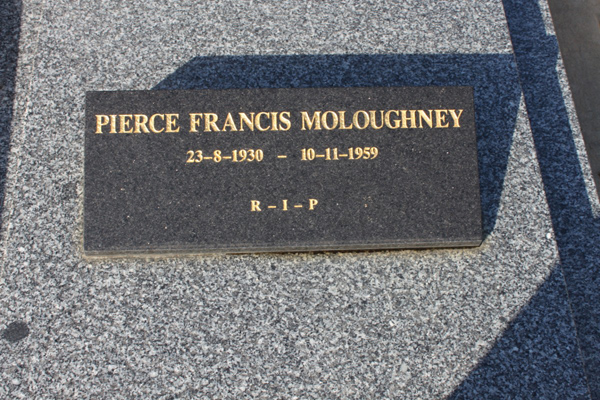 PIERCE FRANCIS MOLOUGHNEY
23-8-1930 - 10-11-1959
R - I - P